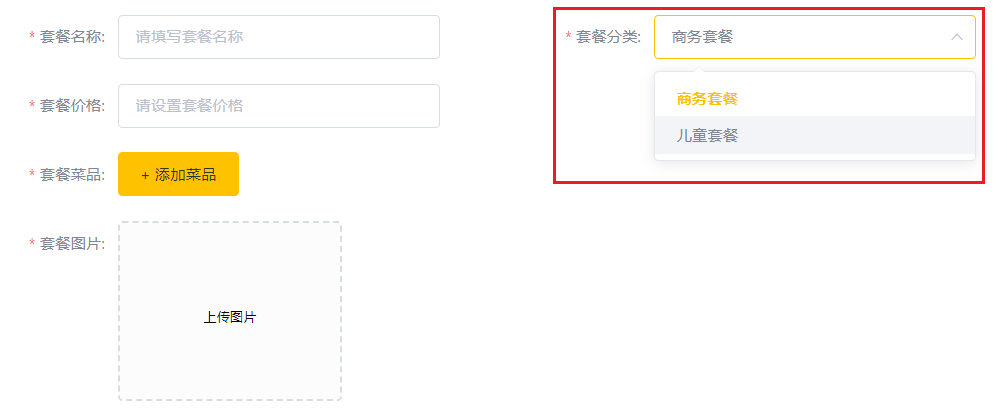 * 套餐名称: 请填写套餐名称
* 套餐分类: 商务套餐
商务套餐
儿童套餐
* 套餐价格: 请设置套餐价格
* 套餐菜品: + 添加菜品
* 套餐图片:
上传图片